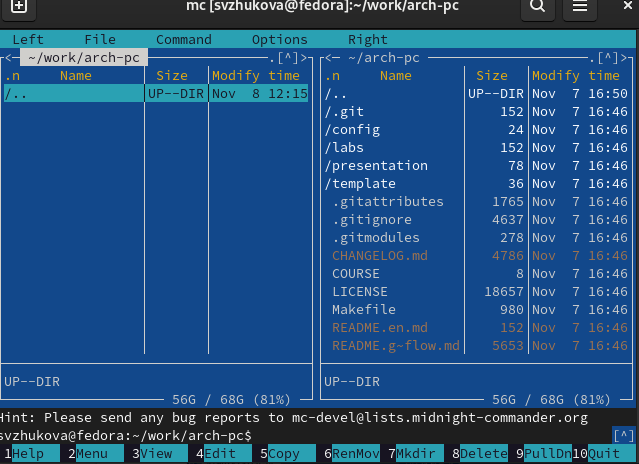 mc [svzhukova@fedora]:~/work/arch-pc
Left File Command Options Right
<─ ~/work/arch-pc .[^]> <─ ~/arch-pc .[^]>
.n Name Size Modify time .n Name Size Modify time
/.. UP--DIR Nov 8 12:15 /.. UP--DIR Nov 7 16:50
/.git 152 Nov 7 16:46
/config 24 Nov 7 16:46
/labs 152 Nov 7 16:46
/presentation 78 Nov 7 16:46
/template 36 Nov 7 16:46
.gitattributes 1765 Nov 7 16:46
.gitignore 4637 Nov 7 16:46
.gitmodules 278 Nov 7 16:46
CHANGELOG.md 4786 Nov 7 16:46
COURSE 8 Nov 7 16:46
LICENSE 18657 Nov 7 16:46
Makefile 980 Nov 7 16:46
README.en.md 152 Nov 7 16:46
README.g~flow.md 5653 Nov 7 16:46
UP--DIR UP--DIR
56G / 68G (81%) 56G / 68G (81%)
Hint: Please send any bug reports to mc-devel@lists.midnight-commander.org
svzhukova@fedora:~/work/arch-pc$ [^]
1Help 2Menu 3View 4Edit 5Copy 6RenMov 7Mkdir 8Delete 9PullDn 10Quit